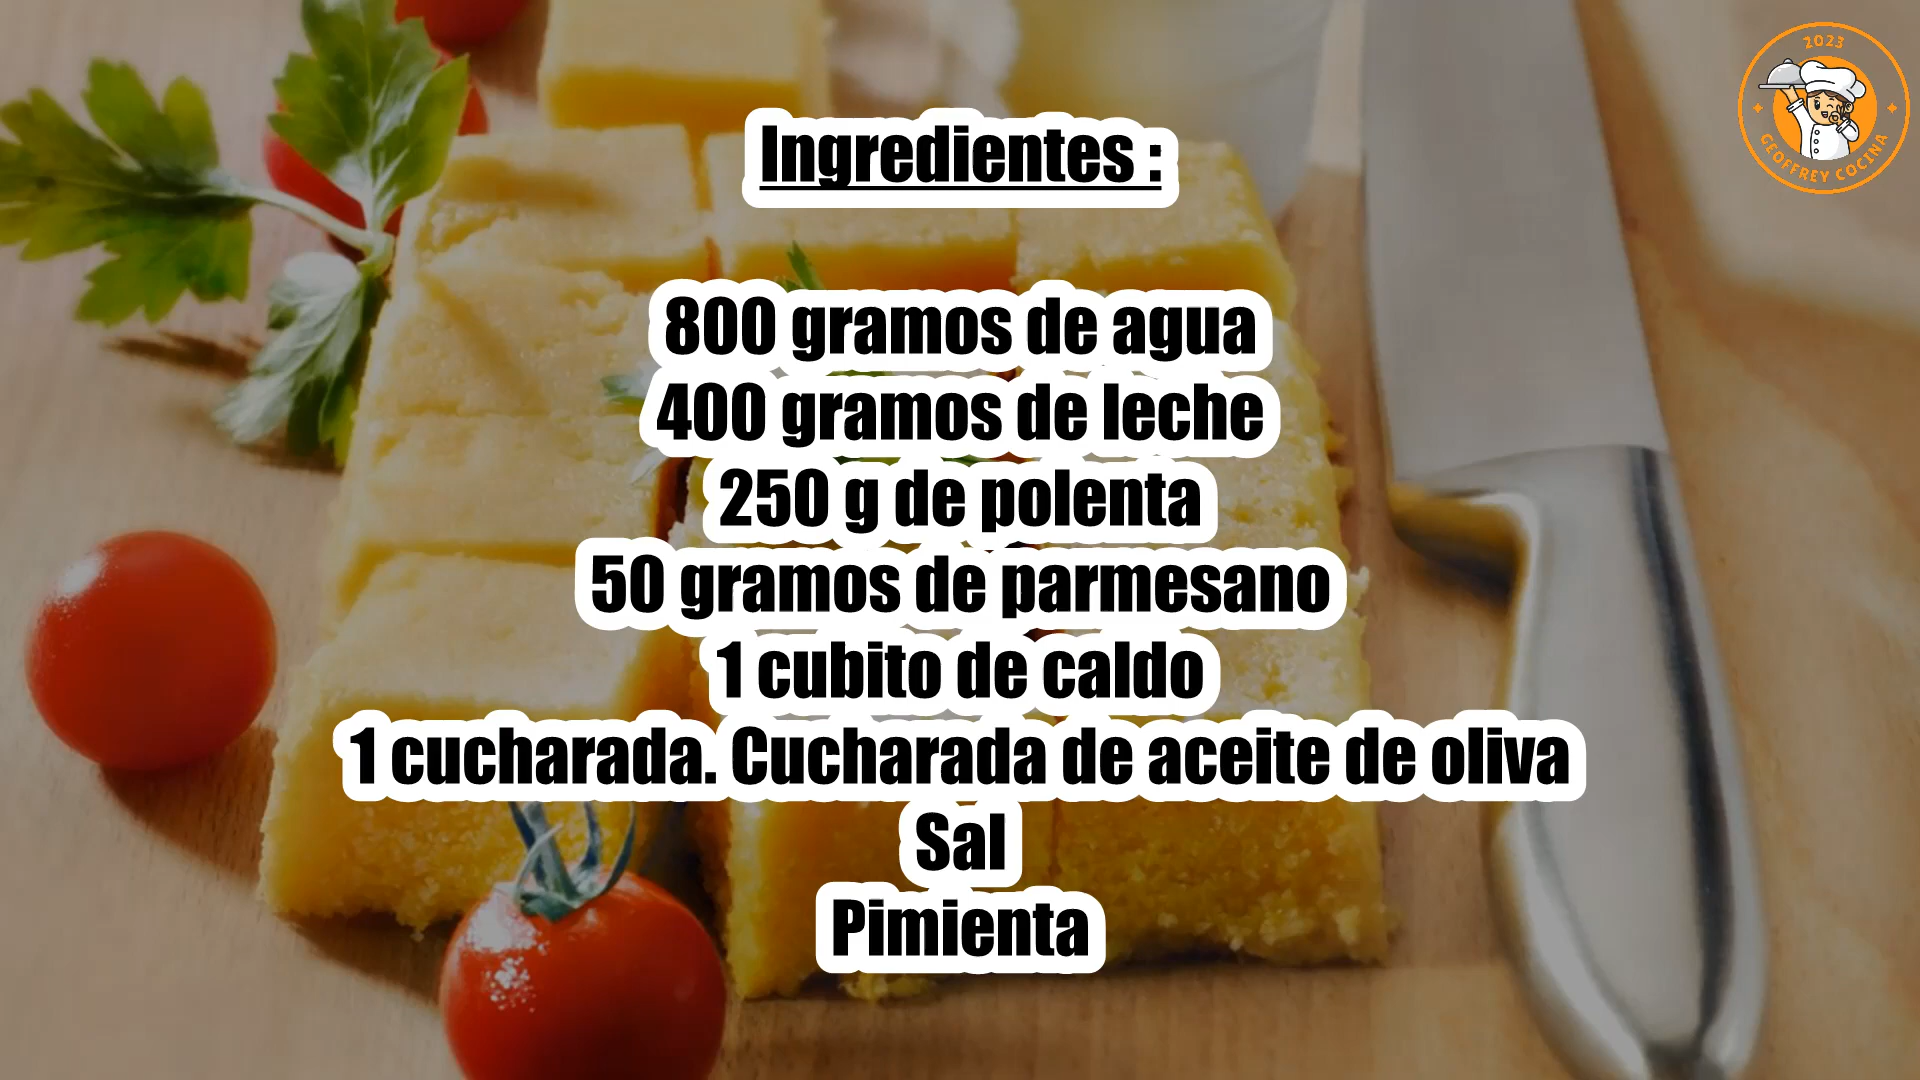 2023
GEOFFREY COCINA
Ingredientes :
800 gramos de agua
400 gramos de leche
250 g de polenta
50 gramos de parmesano
1 cubito de caldo
1 cucharada. Cucharada de aceite de oliva
Sal
Pimienta